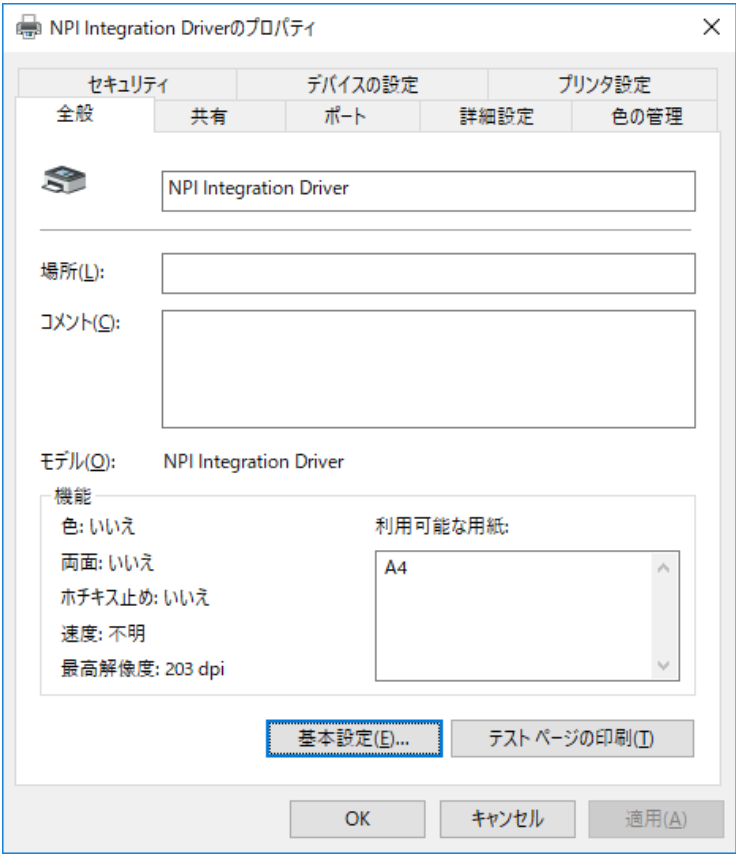 NPI Integration Driverのプロパティ
セキュリティ デバイスの設定 プリンタ設定
全般 共有 ポート 詳細設定 色の管理
NPI Integration Driver
場所(L):
コメント(C):
モデル(O): NPI Integration Driver
機能
色: いいえ 利用可能な用紙:
両面: いいえ A4
ホチキス止め: いいえ
速度: 不明
最高解像度: 203 dpi
基本設定(E)... テスト ページの印刷(T)
OK キャンセル 適用(A)